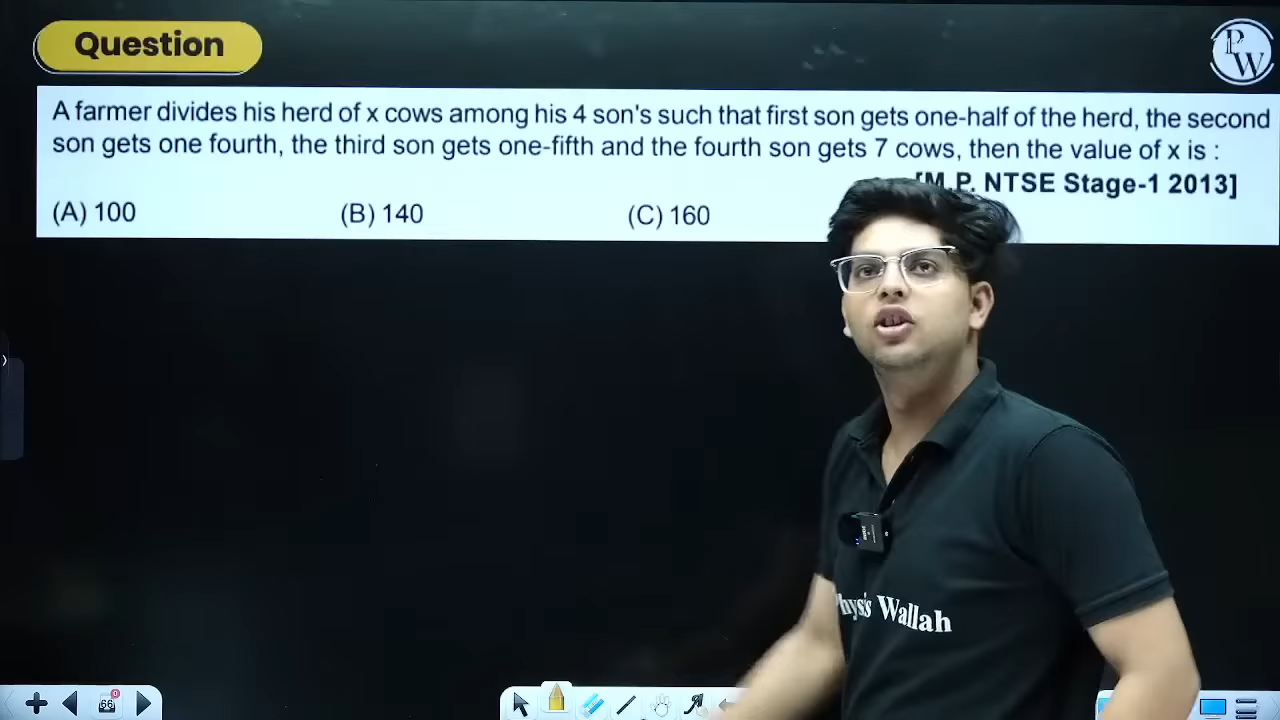 Question
PW
A farmer divides his herd of x cows among his 4 son's such that first son gets one-half of the herd, the second
son gets one fourth, the third son gets one-fifth and the fourth son gets 7 cows, then the value of x is :
[M.P. NTSE Stage-1 2013]
(A) 100 (B) 140 (C) 160
Wallah
66